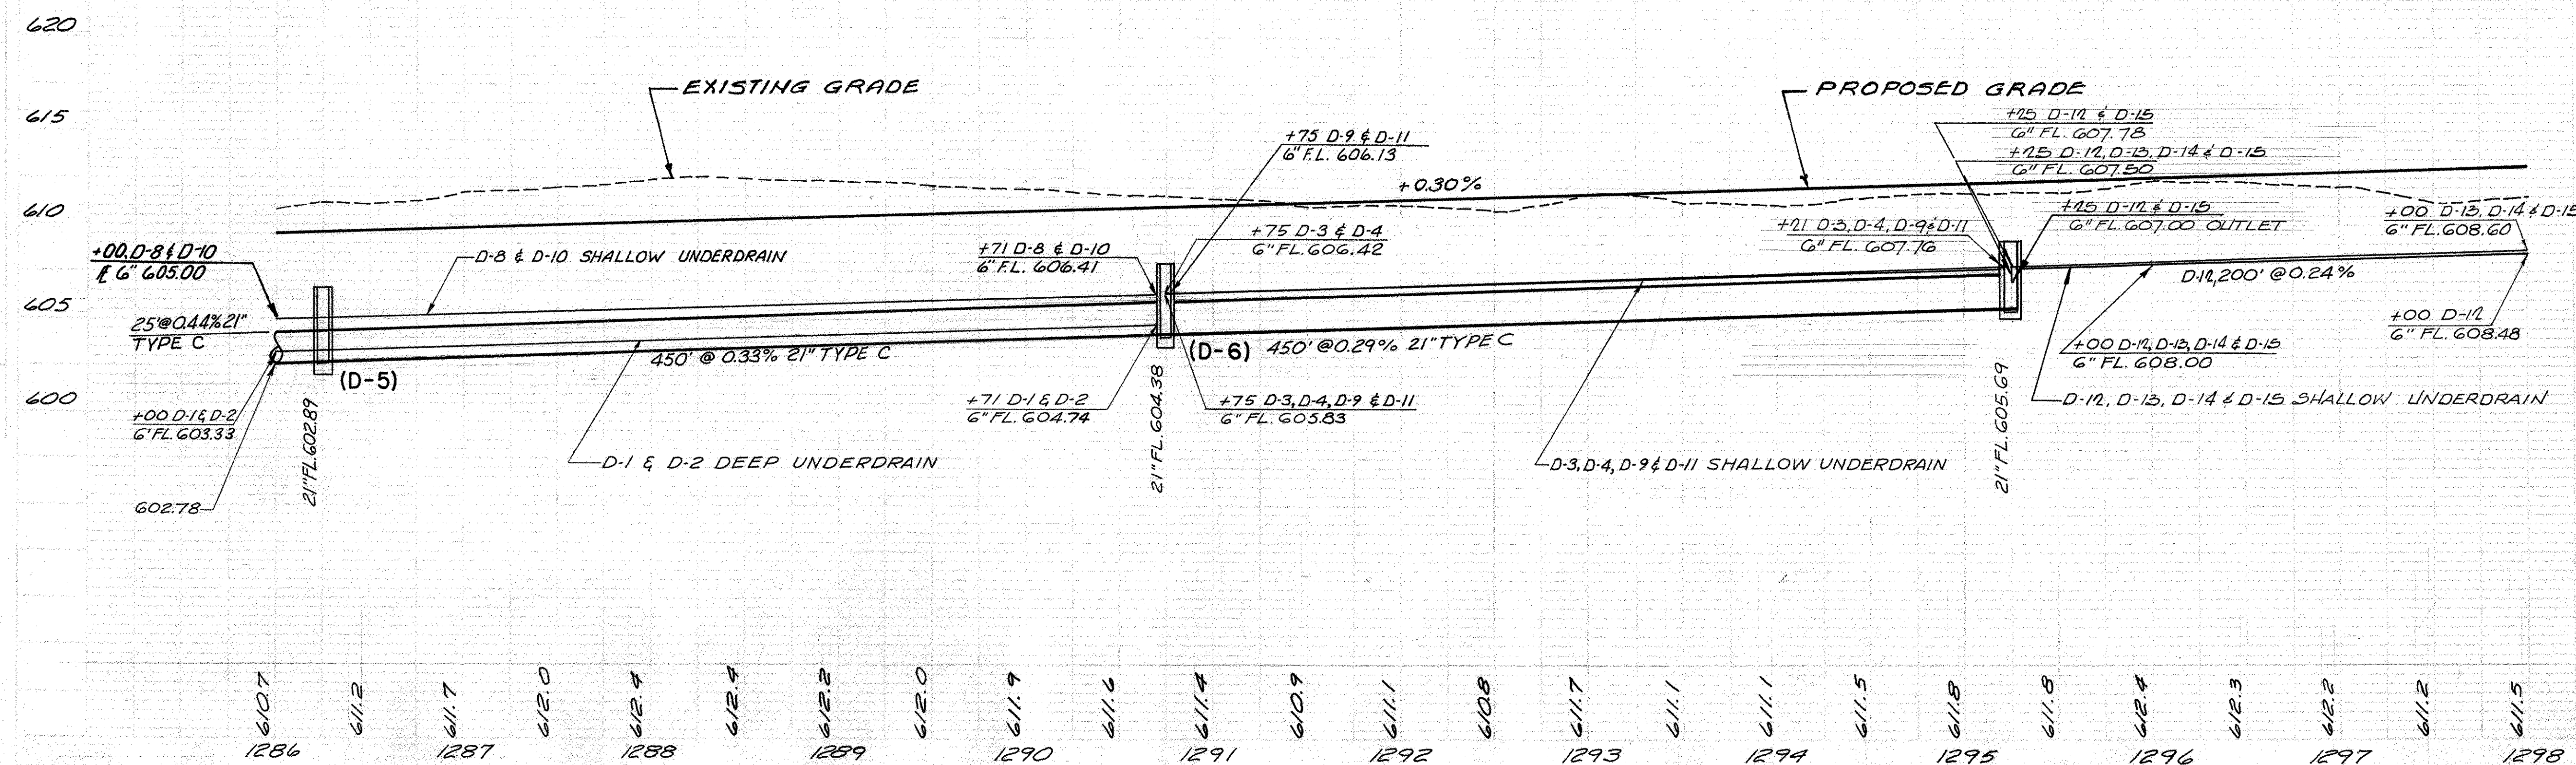 620
EXISTING GRADE
PROPOSED GRADE
615
+25 D-12 & D-15
6" FL. 607.78
+75 D-9 & D-11
6" F.L. 606.13
+25 D-12, D-13, D-14 & D-15
6" FL. 607.50
+0.30%
610
+25 D-12 & D-15
6" FL. 607.00 OUTLET
+00 D-13, D-14 & D-15
6" FL. 608.60
+75 D-3 & D-4
6" FL. 606.42
+21 D-3, D-4, D-9 & D-11
6" FL. 607.76
+00, D-8 & D-10
FL 6" 605.00
D-8 & D-10 SHALLOW UNDERDRAIN
+71 D-8 & D-10
6" F.L. 606.41
D-12, 200' @ 0.24%
605
25' @ 0.44% 21"
TYPE C
+00 D-12
6" FL. 608.48
450' @ 0.33% 21" TYPE C
(D-6) 450' @ 0.29% 21" TYPE C
+00 D-12, D-13, D-14 & D-15
6" FL. 608.00
(D-5)
600
21" FL. 602.89
21" FL. 604.38
21" FL. 605.69
+00 D-1 & D-2
6' FL. 603.33
+71 D-1 & D-2
6" FL. 604.74
+75 D-3, D-4, D-9 & D-11
6" FL. 605.83
D-12, D-13, D-14 & D-15 SHALLOW UNDERDRAIN
D-1 & D-2 DEEP UNDERDRAIN
D-3, D-4, D-9 & D-11 SHALLOW UNDERDRAIN
602.78
610.7 611.2 611.7 612.0 612.4 612.4 612.2 612.0 611.9 611.6 611.4 610.9 611.1 610.8 611.7 611.1 611.1 611.5 611.8 611.8 612.4 612.3 612.2 611.2 611.5
1286 1287 1288 1289 1290 1291 1292 1293 1294 1295 1296 1297 1298